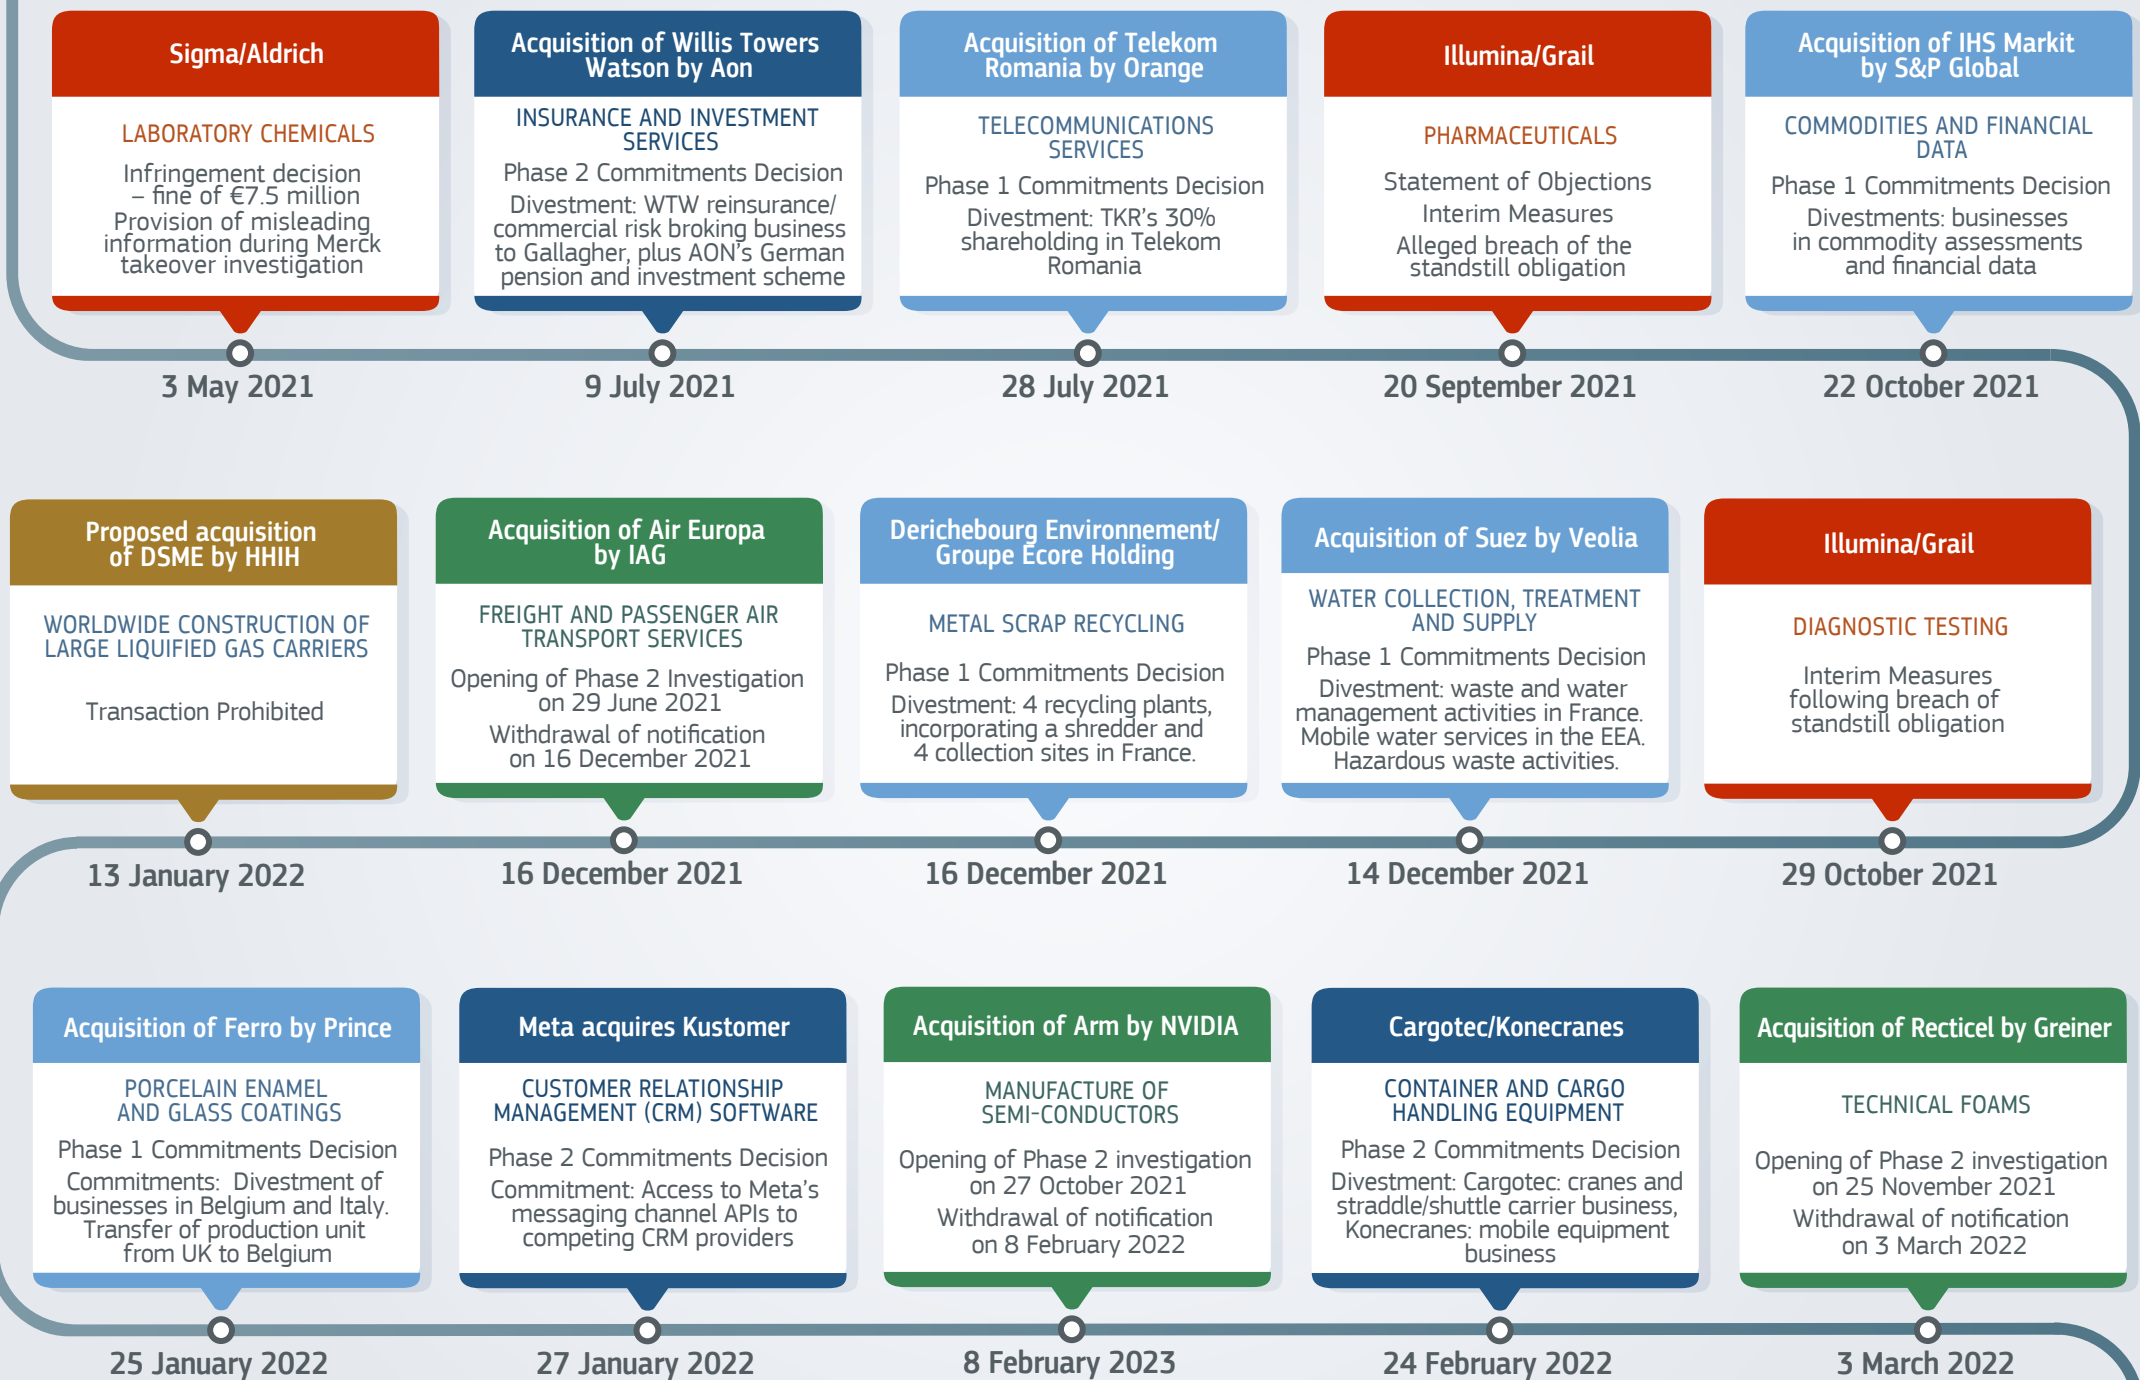 Sigma/Aldrich
LABORATORY CHEMICALS
Infringement decision
– fine of €7.5 million
Provision of misleading
information during Merck
takeover investigation
3 May 2021
Acquisition of Willis Towers
Watson by Aon
INSURANCE AND INVESTMENT
SERVICES
Phase 2 Commitments Decision
Divestment: WTW reinsurance/
commercial risk broking business
to Gallagher, plus AON's German
pension and investment scheme
9 July 2021
Acquisition of Telekom
Romania by Orange
TELECOMMUNICATIONS
SERVICES
Phase 1 Commitments Decision
Divestment: TKR's 30%
shareholding in Telekom
Romania
28 July 2021
Illumina/Grail
PHARMACEUTICALS
Statement of Objections
Interim Measures
Alleged breach of the
standstill obligation
20 September 2021
Acquisition of IHS Markit
by S&P Global
COMMODITIES AND FINANCIAL
DATA
Phase 1 Commitments Decision
Divestments: businesses
in commodity assessments
and financial data
22 October 2021
Proposed acquisition
of DSME by HHIH
WORLDWIDE CONSTRUCTION OF
LARGE LIQUIFIED GAS CARRIERS
Transaction Prohibited
13 January 2022
Acquisition of Air Europa
by IAG
FREIGHT AND PASSENGER AIR
TRANSPORT SERVICES
Opening of Phase 2 Investigation
on 29 June 2021
Withdrawal of notification
on 16 December 2021
16 December 2021
Derichebourg Environnement/
Groupe Écore Holding
METAL SCRAP RECYCLING
Phase 1 Commitments Decision
Divestment: 4 recycling plants,
incorporating a shredder and
4 collection sites in France.
16 December 2021
Acquisition of Suez by Veolia
WATER COLLECTION, TREATMENT
AND SUPPLY
Phase 1 Commitments Decision
Divestment: waste and water
management activities in France.
Mobile water services in the EEA.
Hazardous waste activities.
14 December 2021
Illumina/Grail
DIAGNOSTIC TESTING
Interim Measures
following breach of
standstill obligation
29 October 2021
Acquisition of Ferro by Prince
PORCELAIN ENAMEL
AND GLASS COATINGS
Phase 1 Commitments Decision
Commitments: Divestment of
businesses in Belgium and Italy.
Transfer of production unit
from UK to Belgium
25 January 2022
Meta acquires Kustomer
CUSTOMER RELATIONSHIP
MANAGEMENT (CRM) SOFTWARE
Phase 2 Commitments Decision
Commitment: Access to Meta's
messaging channel APIs to
competing CRM providers
27 January 2022
Acquisition of Arm by NVIDIA
MANUFACTURE OF
SEMI-CONDUCTORS
Opening of Phase 2 investigation
on 27 October 2021
Withdrawal of notification
on 8 February 2022
8 February 2023
Cargotec/Konecranes
CONTAINER AND CARGO
HANDLING EQUIPMENT
Phase 2 Commitments Decision
Divestment: Cargotec: cranes and
straddle/shuttle carrier business,
Konecranes: mobile equipment
business
24 February 2022
Acquisition of Recticel by Greiner
TECHNICAL FOAMS
Opening of Phase 2 investigation
on 25 November 2021
Withdrawal of notification
on 3 March 2022
3 March 2022